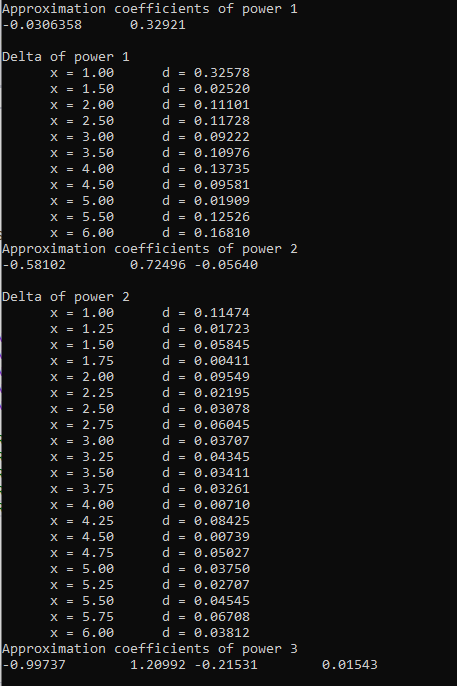 Approximation coefficients of power 1
-0.0306358 0.32921
Delta of power 1
x = 1.00 d = 0.32578
x = 1.50 d = 0.02520
x = 2.00 d = 0.11101
x = 2.50 d = 0.11728
x = 3.00 d = 0.09222
x = 3.50 d = 0.10976
x = 4.00 d = 0.13735
x = 4.50 d = 0.09581
x = 5.00 d = 0.01909
x = 5.50 d = 0.12526
x = 6.00 d = 0.16810
Approximation coefficients of power 2
-0.58102 0.72496 -0.05640
Delta of power 2
x = 1.00 d = 0.11474
x = 1.25 d = 0.01723
x = 1.50 d = 0.05845
x = 1.75 d = 0.00411
x = 2.00 d = 0.09549
x = 2.25 d = 0.02195
x = 2.50 d = 0.03078
x = 2.75 d = 0.06045
x = 3.00 d = 0.03707
x = 3.25 d = 0.04345
x = 3.50 d = 0.03411
x = 3.75 d = 0.03261
x = 4.00 d = 0.00710
x = 4.25 d = 0.08425
x = 4.50 d = 0.00739
x = 4.75 d = 0.05027
x = 5.00 d = 0.03750
x = 5.25 d = 0.02707
x = 5.50 d = 0.04545
x = 5.75 d = 0.06708
x = 6.00 d = 0.03812
Approximation coefficients of power 3
-0.99737 1.20992 -0.21531 0.01543